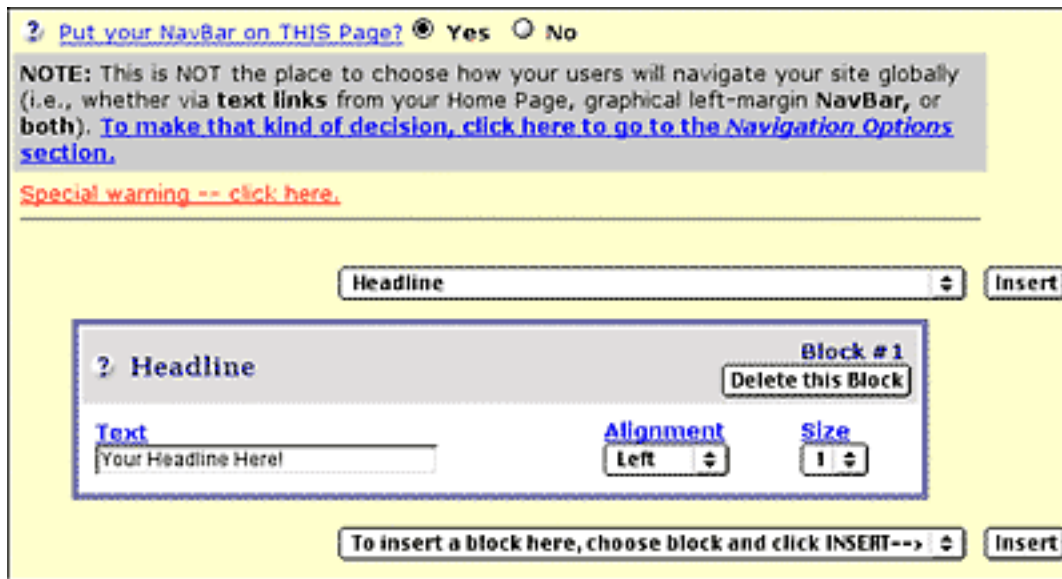 ? Put your NavBar on THIS Page? Yes No
NOTE: This is NOT the place to choose how your users will navigate your site globally
(i.e., whether via text links from your Home Page, graphical left-margin NavBar, or
both). To make that kind of decision, click here to go to the Navigation Options
section.
Special warning -- click here.
Headline Insert
? Headline Block #1
Delete this Block
Text Alignment Size
Your Headline Here! Left 1
To insert a block here, choose block and click INSERT--> Insert